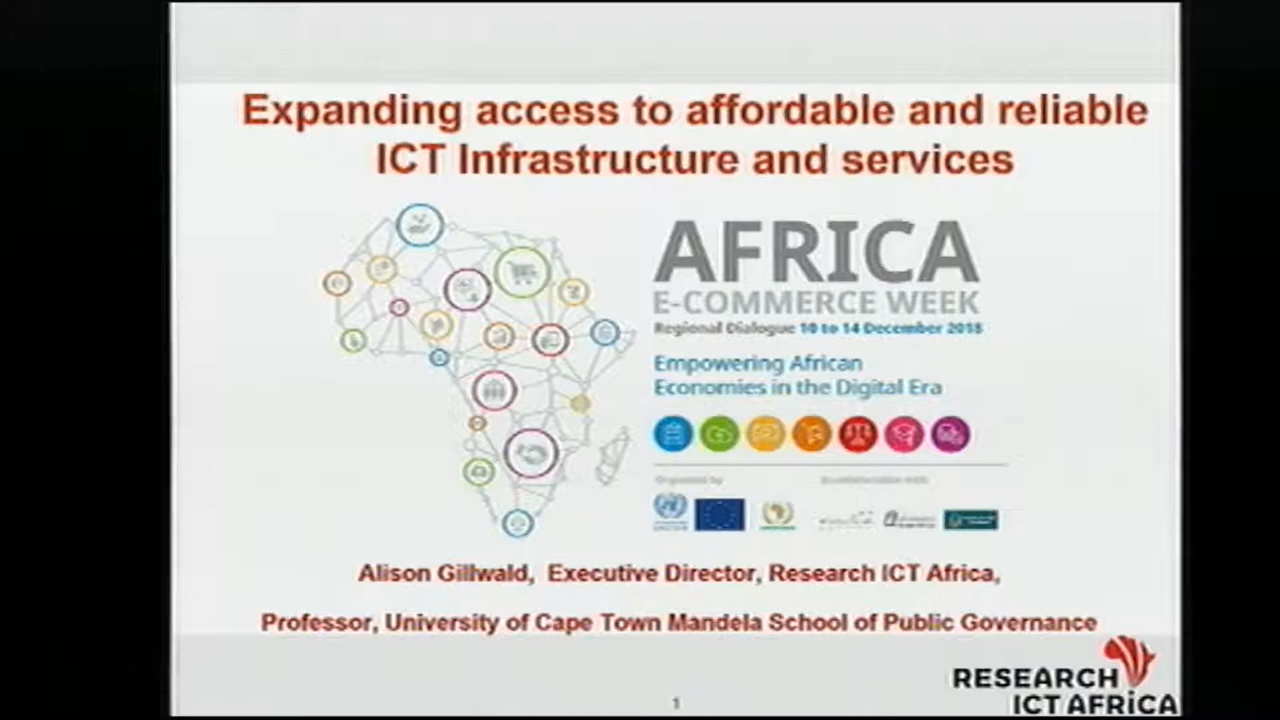 Expanding access to affordable and reliable
ICT Infrastructure and services
AFRICA
E-COMMERCE WEEK
Regional Dialogue 10 to 14 December 2018
Empowering African
Economies in the Digital Era
Organized by
Alison Gillwald, Executive Director, Research ICT Africa,
Professor, University of Cape Town Mandela School of Public Governance
1
RESEARCH
ICT AFRICA